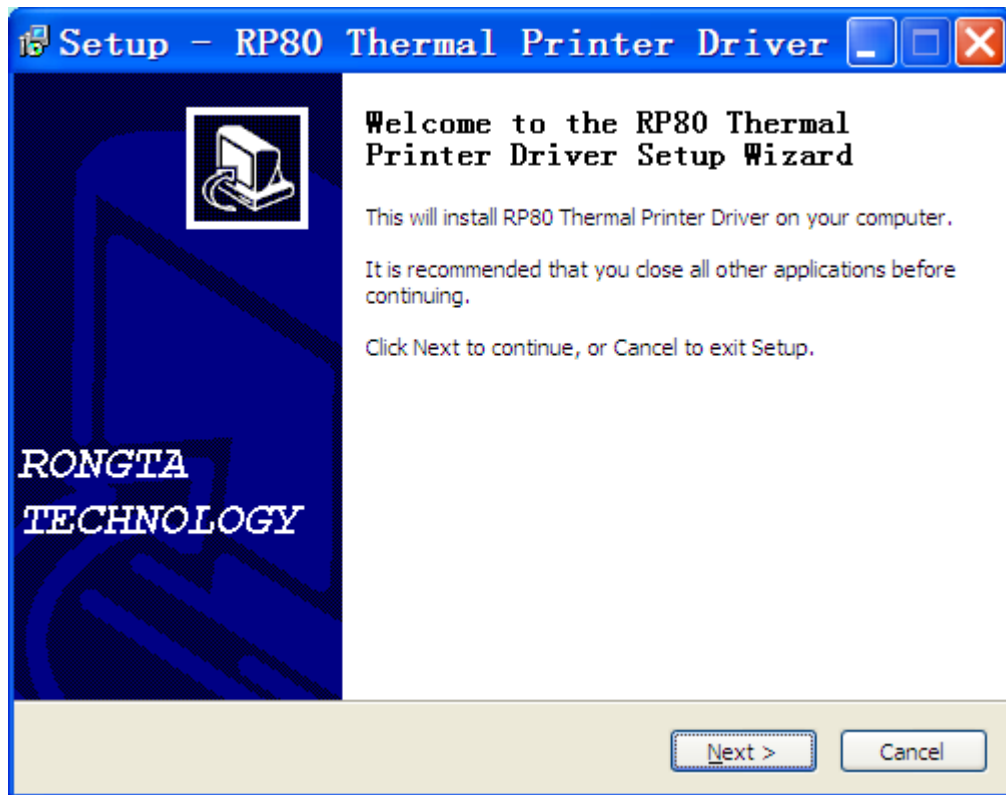 Setup - RP80 Thermal Printer Driver
Welcome to the RP80 Thermal
Printer Driver Setup Wizard
This will install RP80 Thermal Printer Driver on your computer.
It is recommended that you close all other applications before
continuing.
Click Next to continue, or Cancel to exit Setup.
RONGTA
TECHNOLOGY
Next >
Cancel